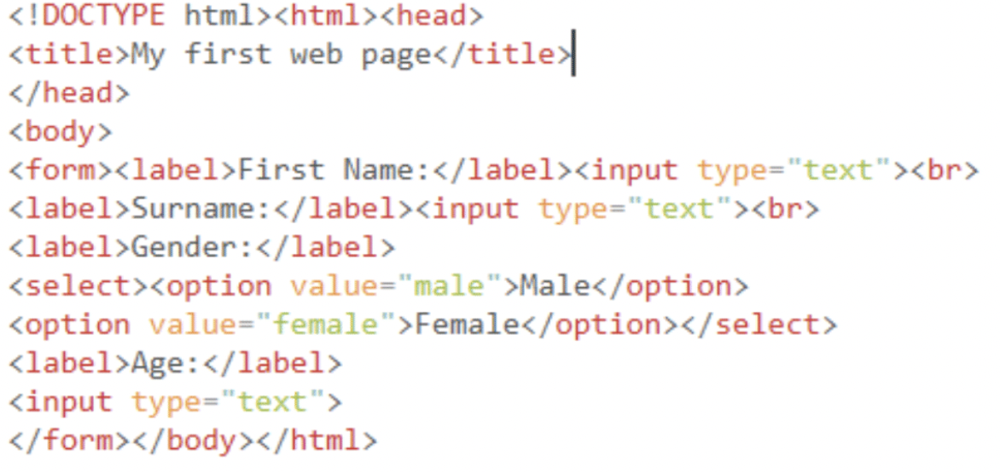 <!DOCTYPE html><html><head>
<title>My first web page</title>
</head>
<body>
<form><label>First Name:</label><input type="text"><br>
<label>Surname:</label><input type="text"><br>
<label>Gender:</label>
<select><option value="male">Male</option>
<option value="female">Female</option></select>
<label>Age:</label>
<input type="text">
</form></body></html>